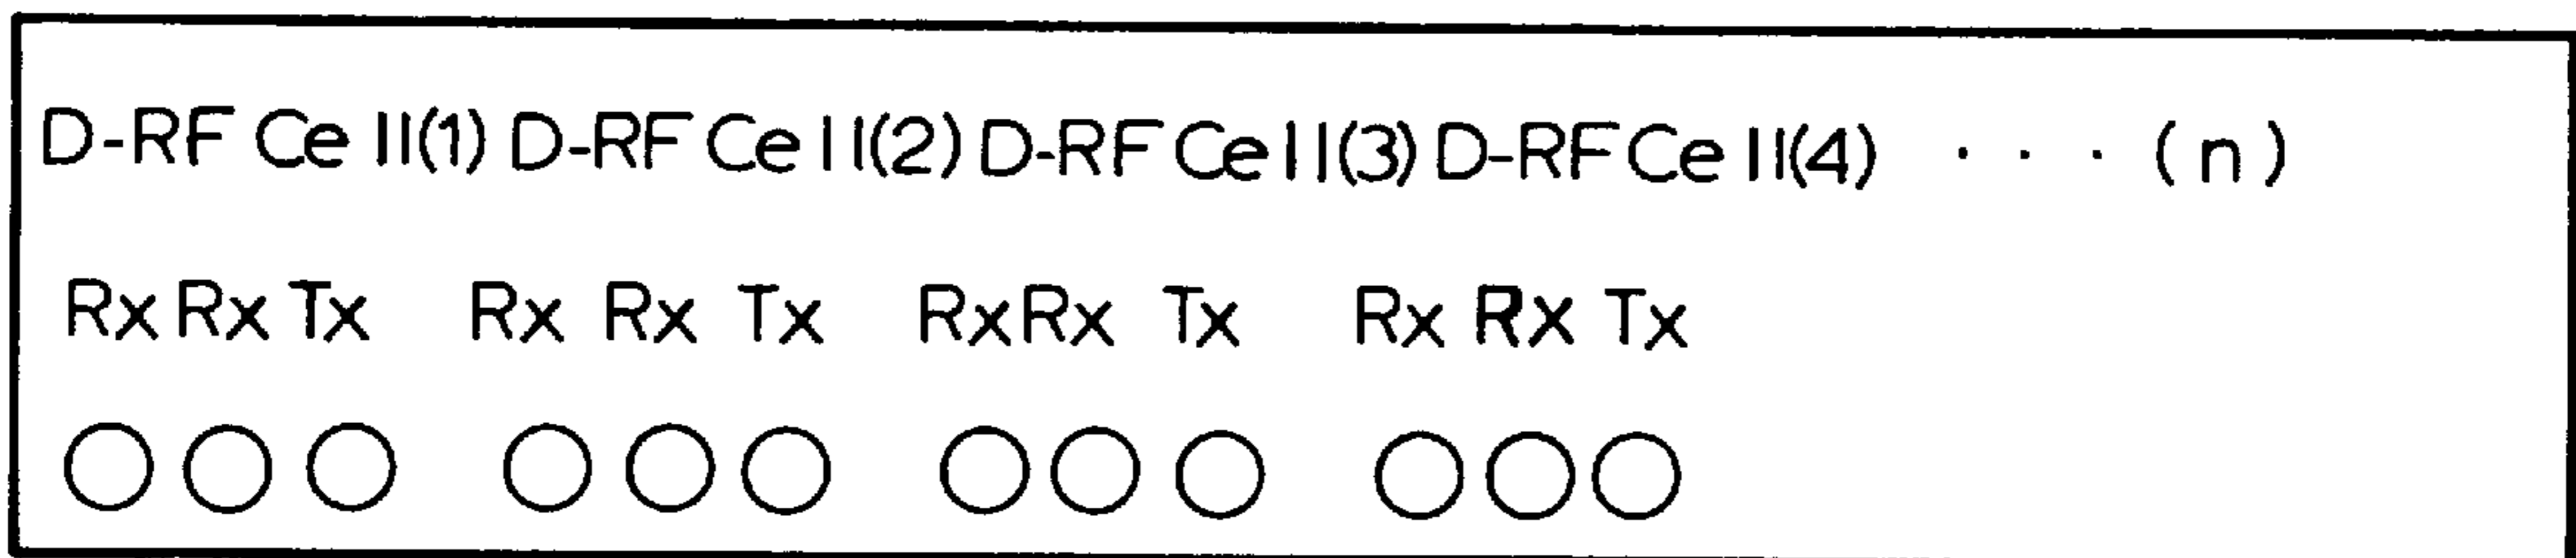 D-RF Cell(1) D-RF Cell(2) D-RF Cell(3) D-RF Cell(4) · · · (n)
Rx Rx Tx Rx Rx Tx Rx Rx Tx Rx Rx Tx